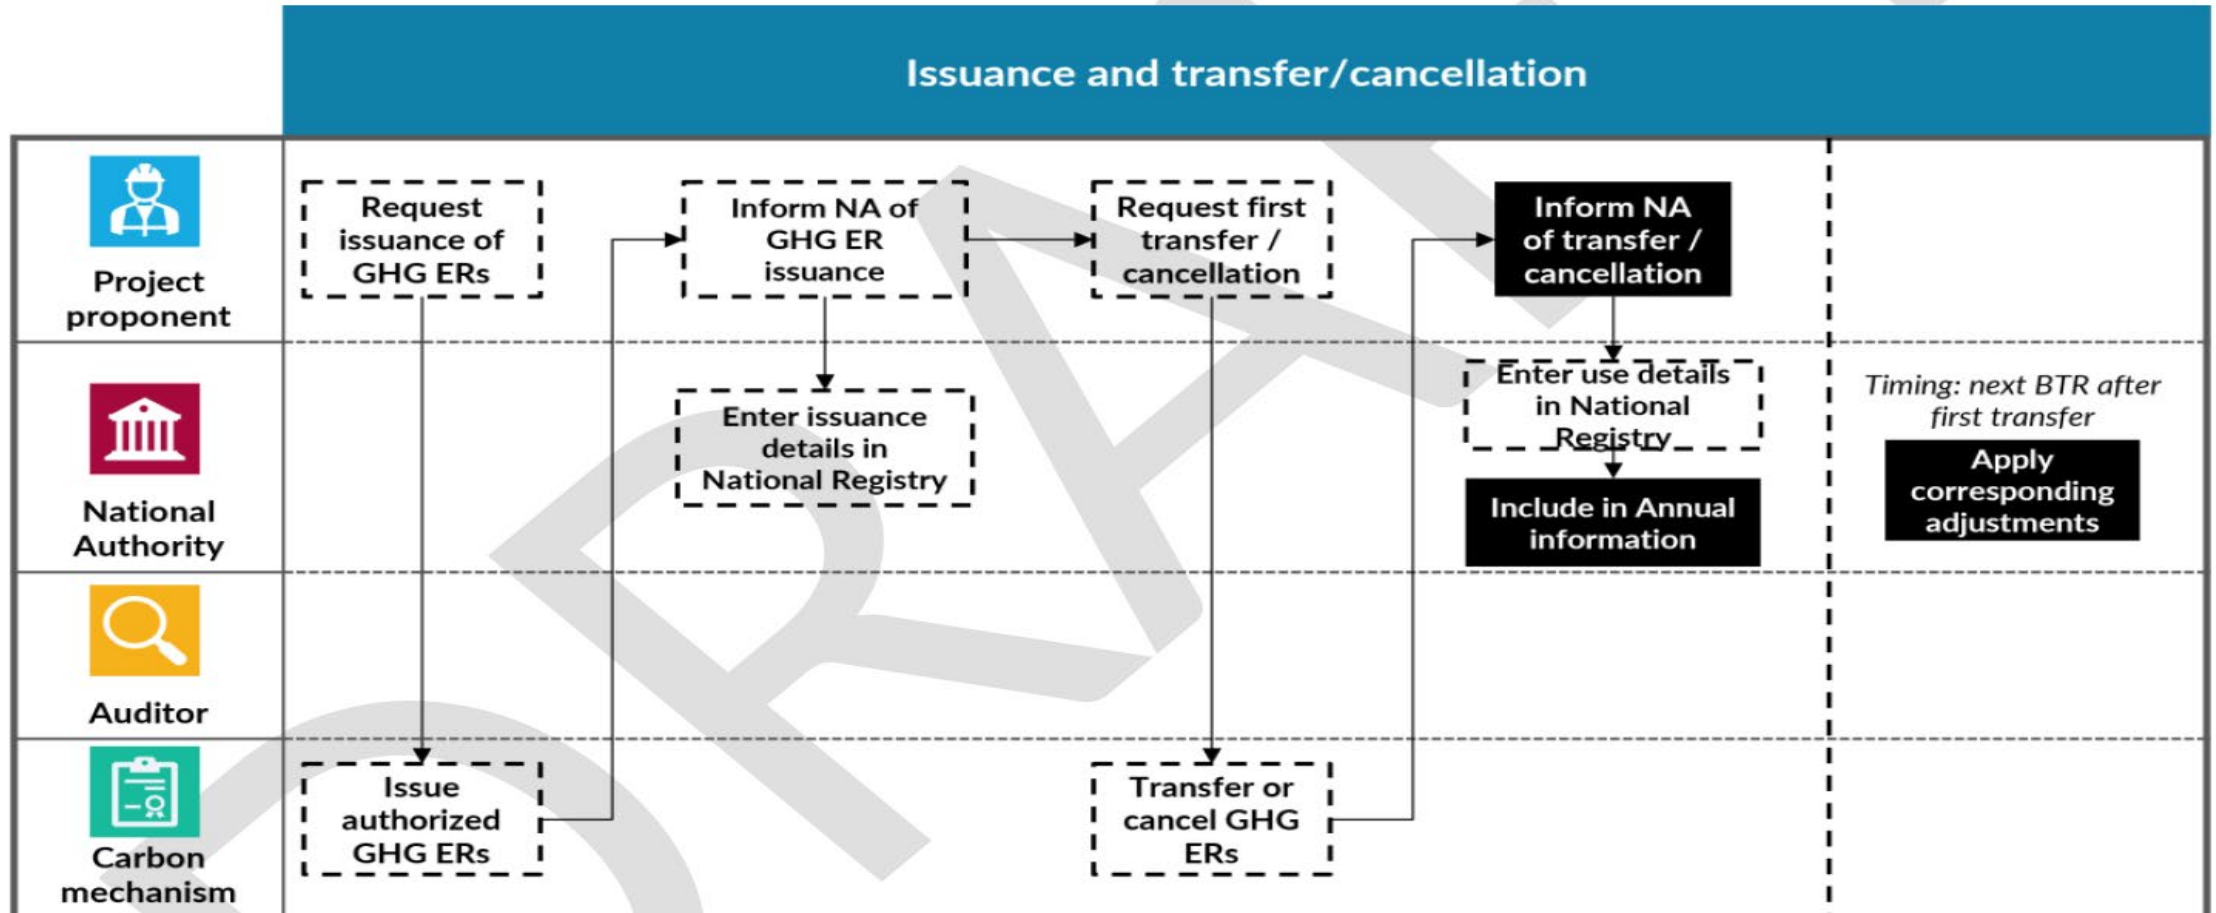 Issuance and transfer/cancellation
Project
proponent
Request
issuance of
GHG ERs
Inform NA of
GHG ER
issuance
Request first
transfer /
cancellation
Inform NA
of transfer /
cancellation
National
Authority
Enter issuance
details in
National Registry
Enter use details
in National
Registry
Include in Annual
information
Timing: next BTR after
first transfer
Apply
corresponding
adjustments
Auditor
Carbon
mechanism
Issue
authorized
GHG ERs
Transfer or
cancel GHG
ERs
DRA